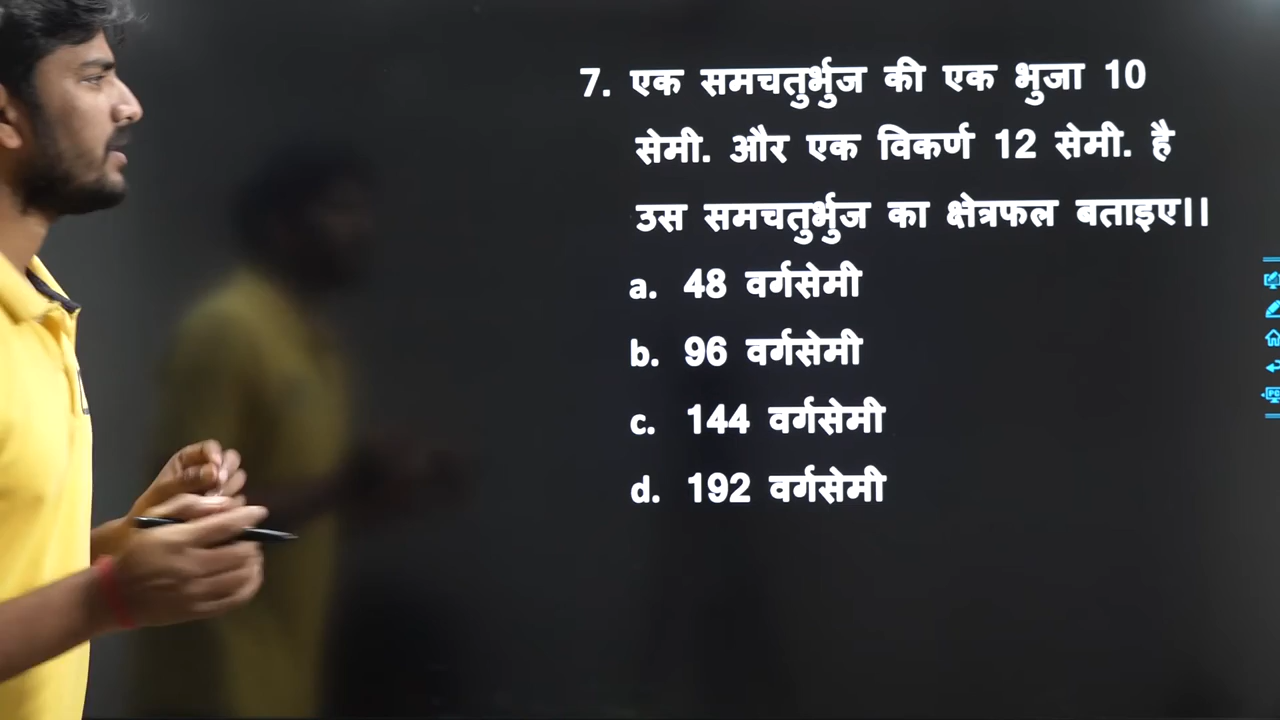 7. एक समचतुर्भुज की एक भुजा 10
सेमी. और एक विकर्ण 12 सेमी. है
उस समचतुर्भुज का क्षेत्रफल बताइए।।
a. 48 वर्गसेमी
b. 96 वर्गसेमी
c. 144 वर्गसेमी
d. 192 वर्गसेमी